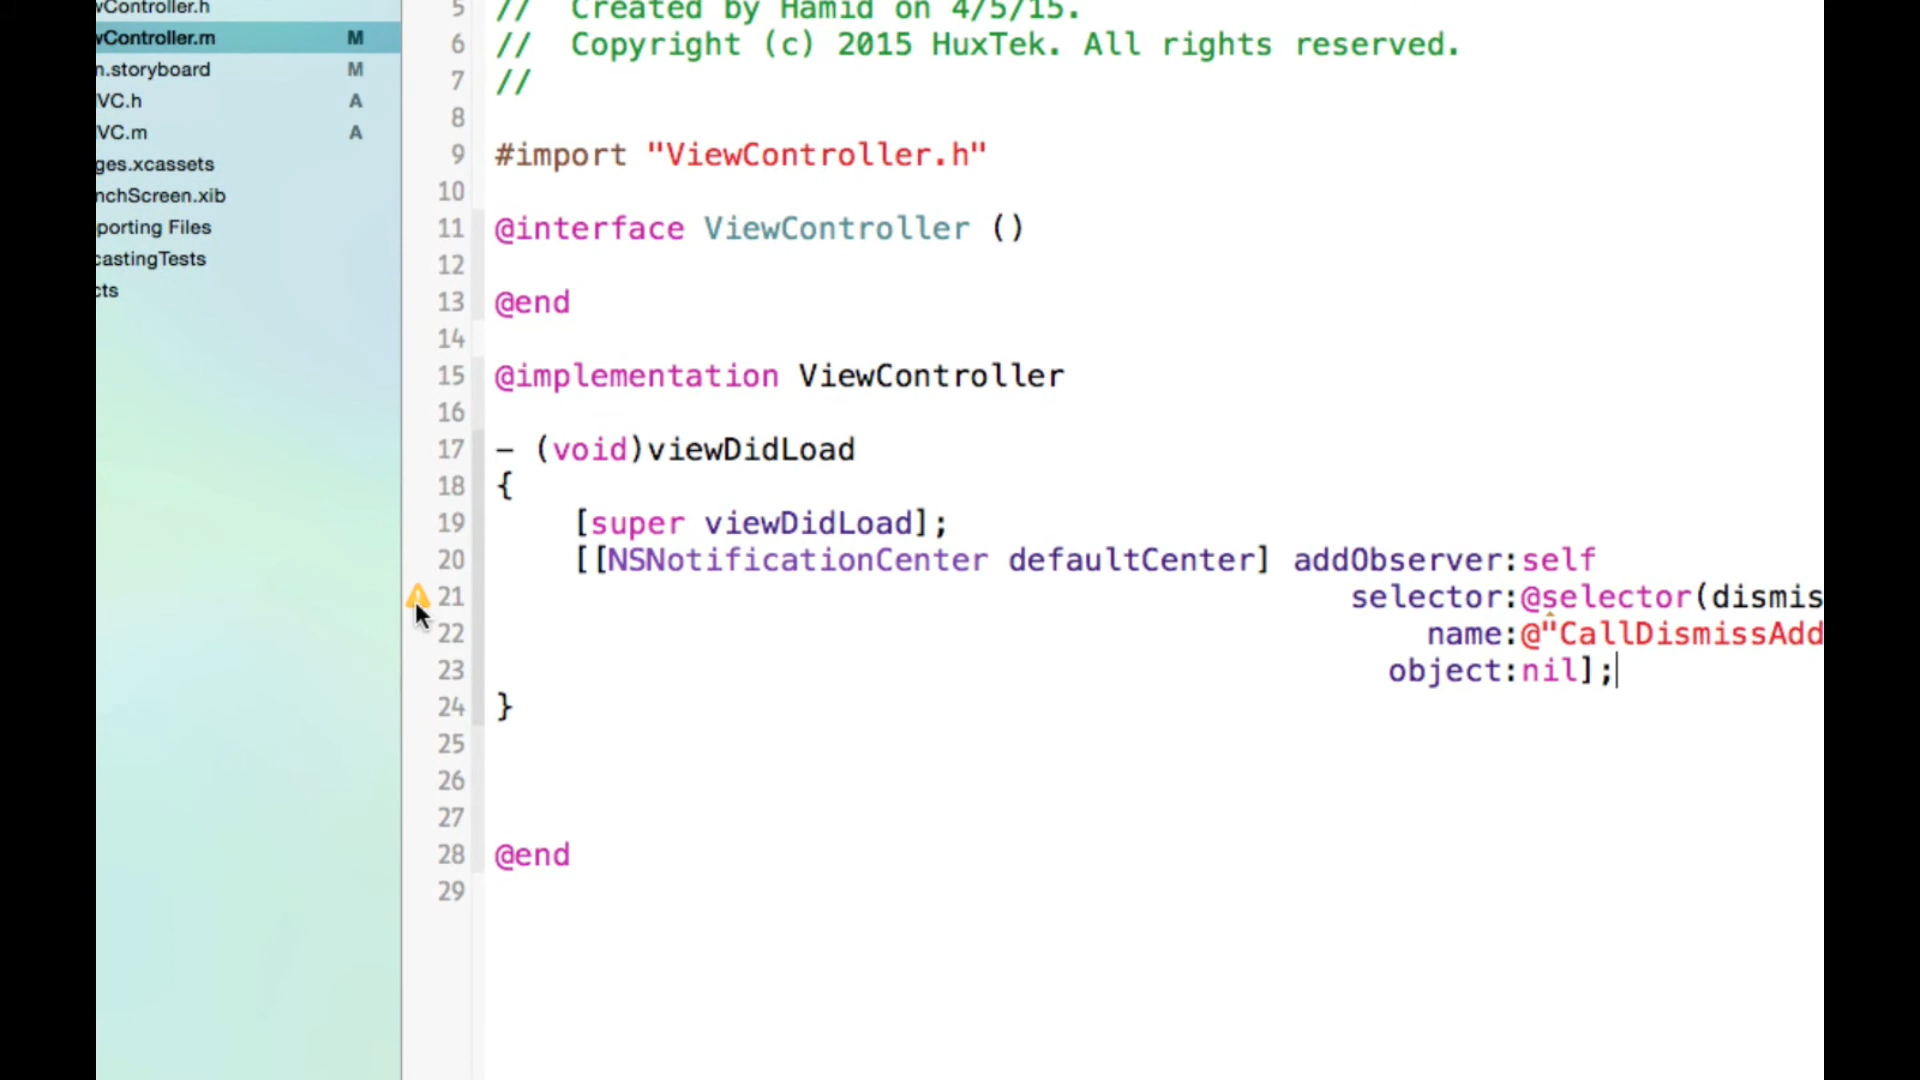 wController.h
wController.m M
n.storyboard M
VC.h A
VC.m A
ges.xcassets
nchScreen.xib
porting Files
castingTests
cts
5 // Created by Hamid on 4/5/15.
6 // Copyright (c) 2015 HuxTek. All rights reserved.
7 //
8
9 #import "ViewController.h"
10
11 @interface ViewController ()
12
13 @end
14
15 @implementation ViewController
16
17 - (void)viewDidLoad
18 {
19 [super viewDidLoad];
20 [[NSNotificationCenter defaultCenter] addObserver:self
21 selector:@selector(dismis
22 name:@"CallDismissAdd
23 object:nil];
24 }
25
26
27
28 @end
29